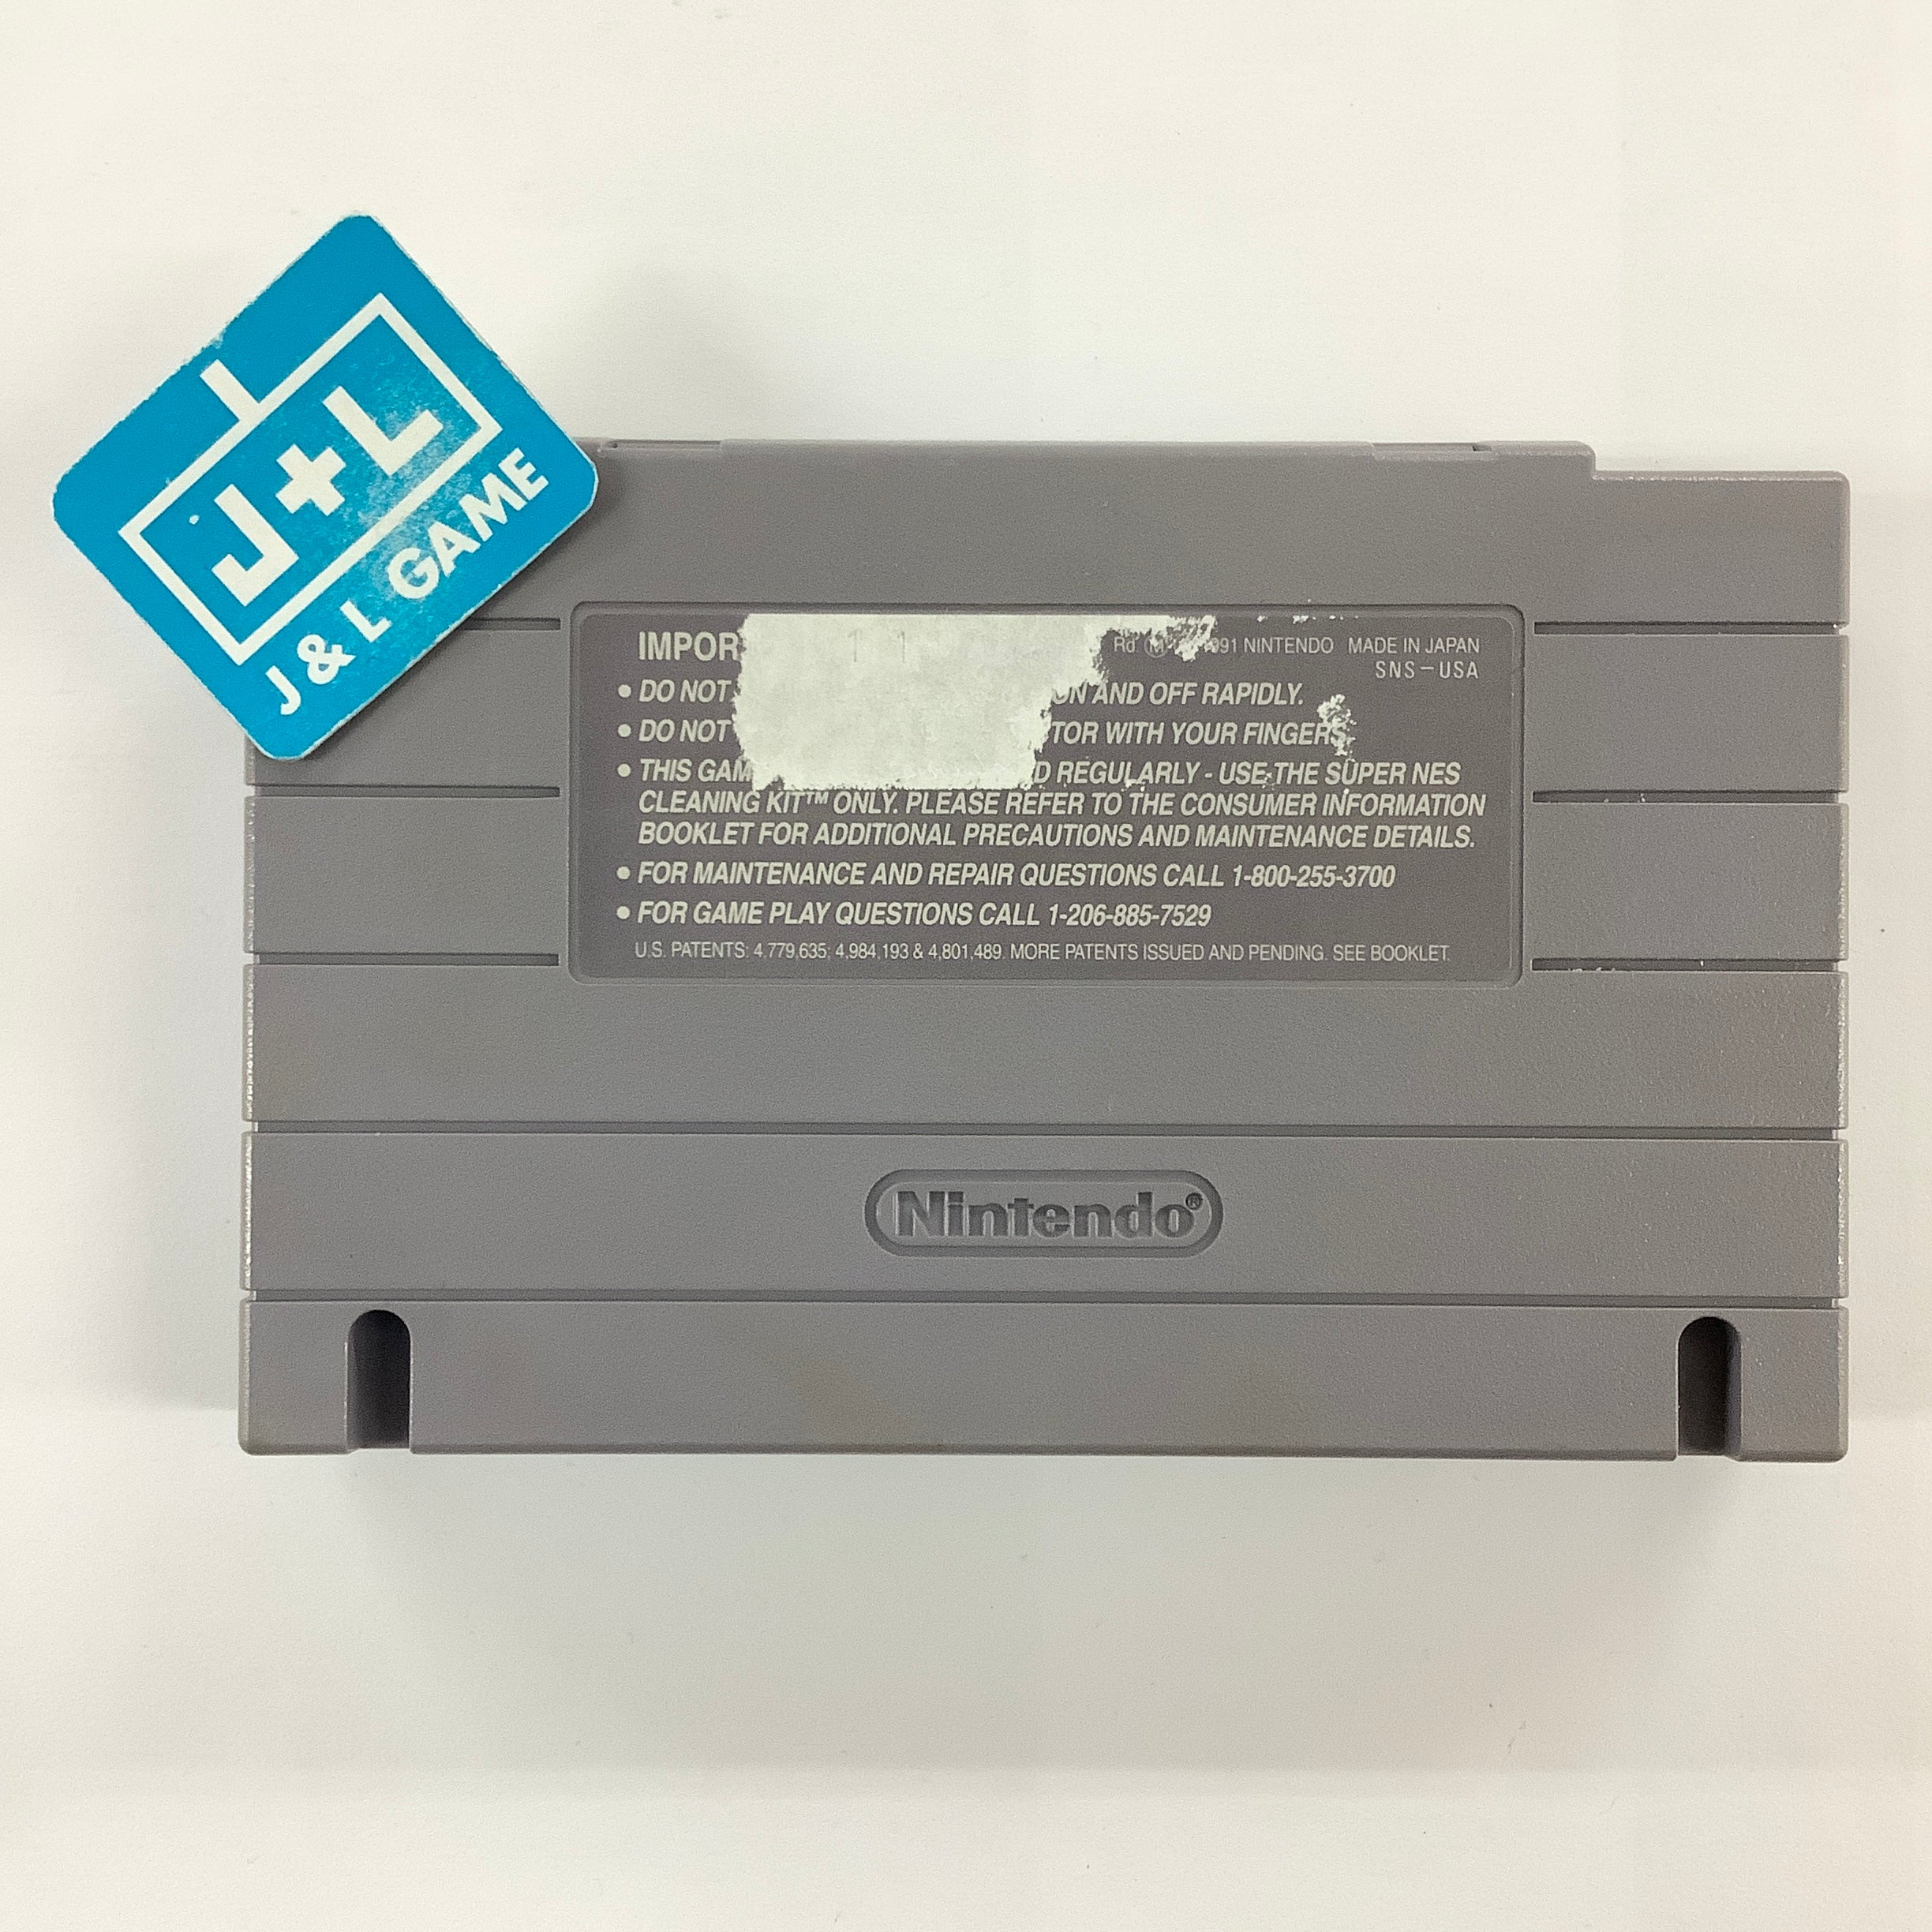 J+L
J & L GAME
IMPOR Rd. M 1991 NINTENDO MADE IN JAPAN
SNS-USA
• DO NOT ON AND OFF RAPIDLY.
• DO NOT TOR WITH YOUR FINGERS.
• THIS GAM D REGULARLY - USE THE SUPER NES
CLEANING KIT™ ONLY. PLEASE REFER TO THE CONSUMER INFORMATION
BOOKLET FOR ADDITIONAL PRECAUTIONS AND MAINTENANCE DETAILS.
• FOR MAINTENANCE AND REPAIR QUESTIONS CALL 1-800-255-3700
• FOR GAME PLAY QUESTIONS CALL 1-206-885-7529
U.S. PATENTS: 4,779,635; 4,984,193 & 4,801,489. MORE PATENTS ISSUED AND PENDING. SEE BOOKLET.
Nintendo®